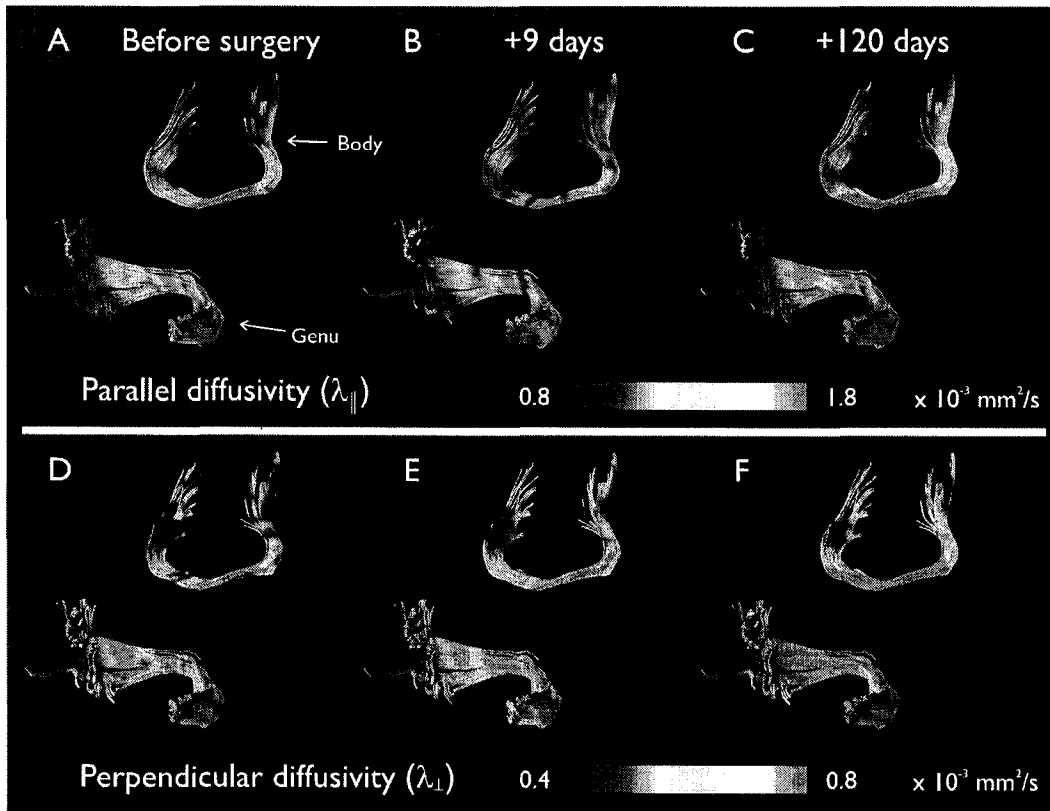 A Before surgery B +9 days C +120 days
Body
Genu
Parallel diffusivity (λ∥) 0.8 1.8 x 10⁻³ mm²/s
D E F
Perpendicular diffusivity (λ⊥) 0.4 0.8 x 10⁻³ mm²/s